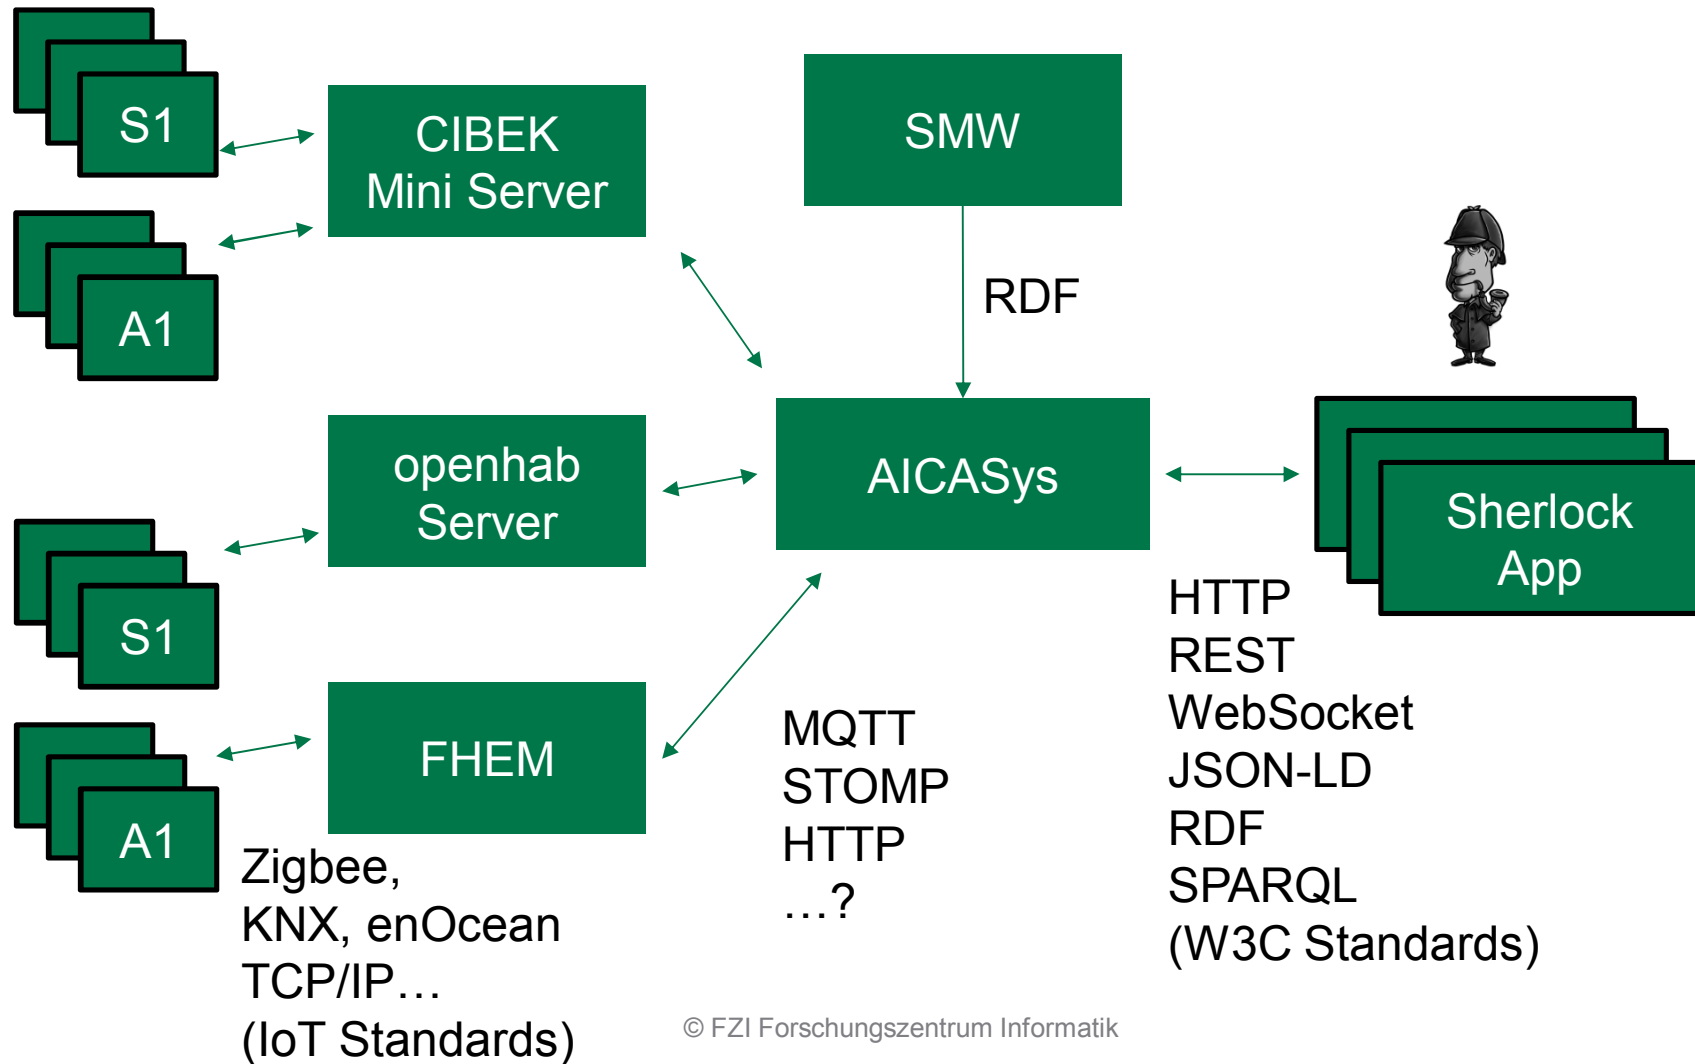 S1
CIBEK
Mini Server
SMW
A1
RDF
openhab
Server
AICASys
Sherlock
App
S1
HTTP
REST
WebSocket
JSON-LD
RDF
SPARQL
(W3C Standards)
FHEM
MQTT
STOMP
HTTP
…?
A1
Zigbee,
KNX, enOcean
TCP/IP…
(IoT Standards)
© FZI Forschungszentrum Informatik